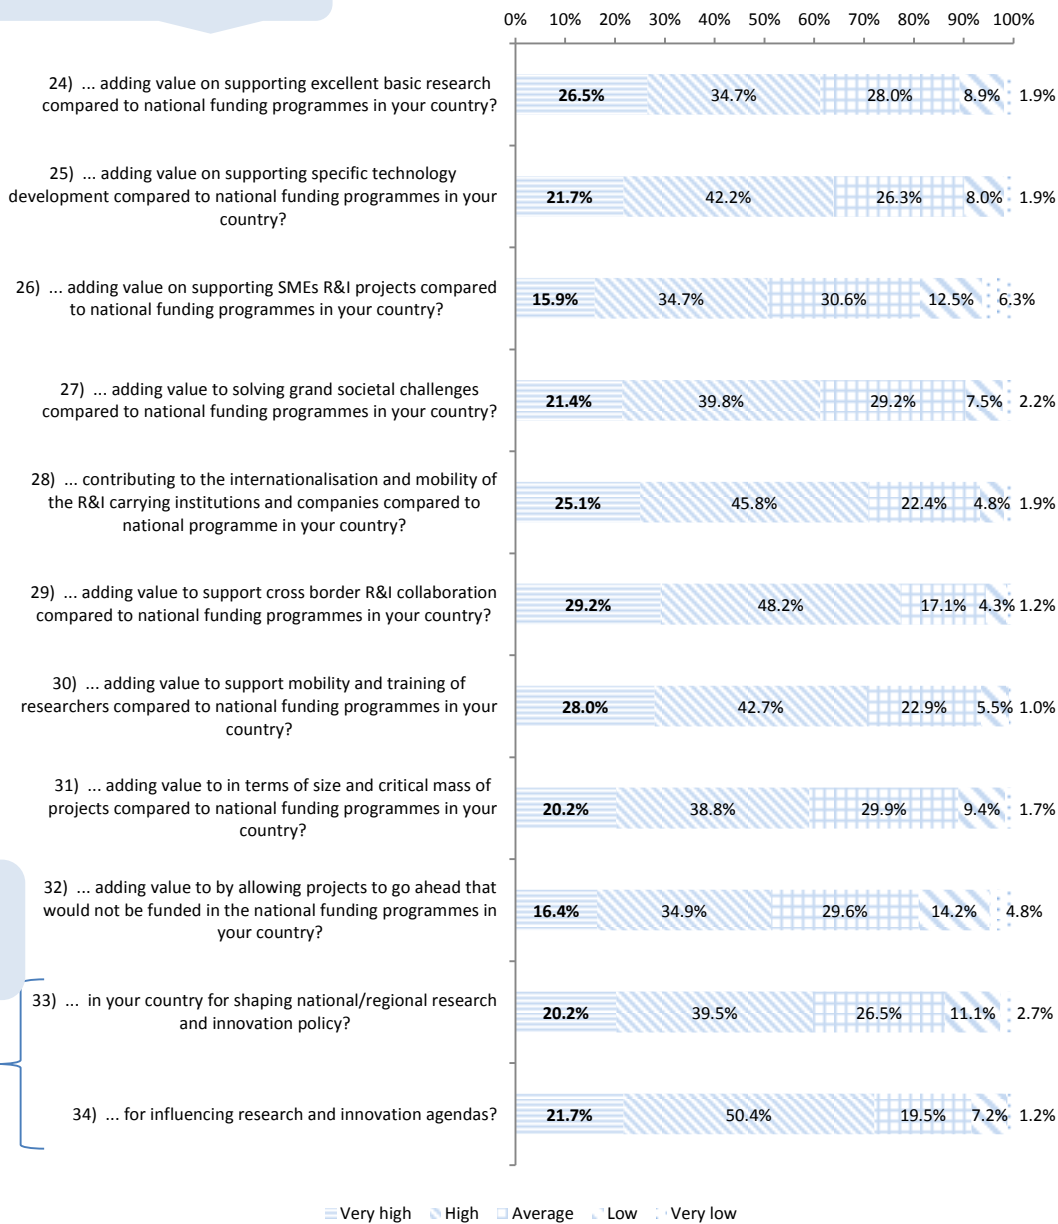 0% 10% 20% 30% 40% 50% 60% 70% 80% 90% 100%
24) ... adding value on supporting excellent basic research
compared to national funding programmes in your country?
26.5% 34.7% 28.0% 8.9% 1.9%
25) ... adding value on supporting specific technology
development compared to national funding programmes in your
country?
21.7% 42.2% 26.3% 8.0% 1.9%
26) ... adding value on supporting SMEs R&I projects compared
to national funding programmes in your country?
15.9% 34.7% 30.6% 12.5% 6.3%
27) ... adding value to solving grand societal challenges
compared to national funding programmes in your country?
21.4% 39.8% 29.2% 7.5% 2.2%
28) ... contributing to the internationalisation and mobility of
the R&I carrying institutions and companies compared to
national programme in your country?
25.1% 45.8% 22.4% 4.8% 1.9%
29) ... adding value to support cross border R&I collaboration
compared to national funding programmes in your country?
29.2% 48.2% 17.1% 4.3% 1.2%
30) ... adding value to support mobility and training of
researchers compared to national funding programmes in your
country?
28.0% 42.7% 22.9% 5.5% 1.0%
31) ... adding value to in terms of size and critical mass of
projects compared to national funding programmes in your
country?
20.2% 38.8% 29.9% 9.4% 1.7%
32) ... adding value to by allowing projects to go ahead that
would not be funded in the national funding programmes in
your country?
16.4% 34.9% 29.6% 14.2% 4.8%
33) ... in your country for shaping national/regional research
and innovation policy?
20.2% 39.5% 26.5% 11.1% 2.7%
34) ... for influencing research and innovation agendas?
21.7% 50.4% 19.5% 7.2% 1.2%
Very high High Average Low Very low